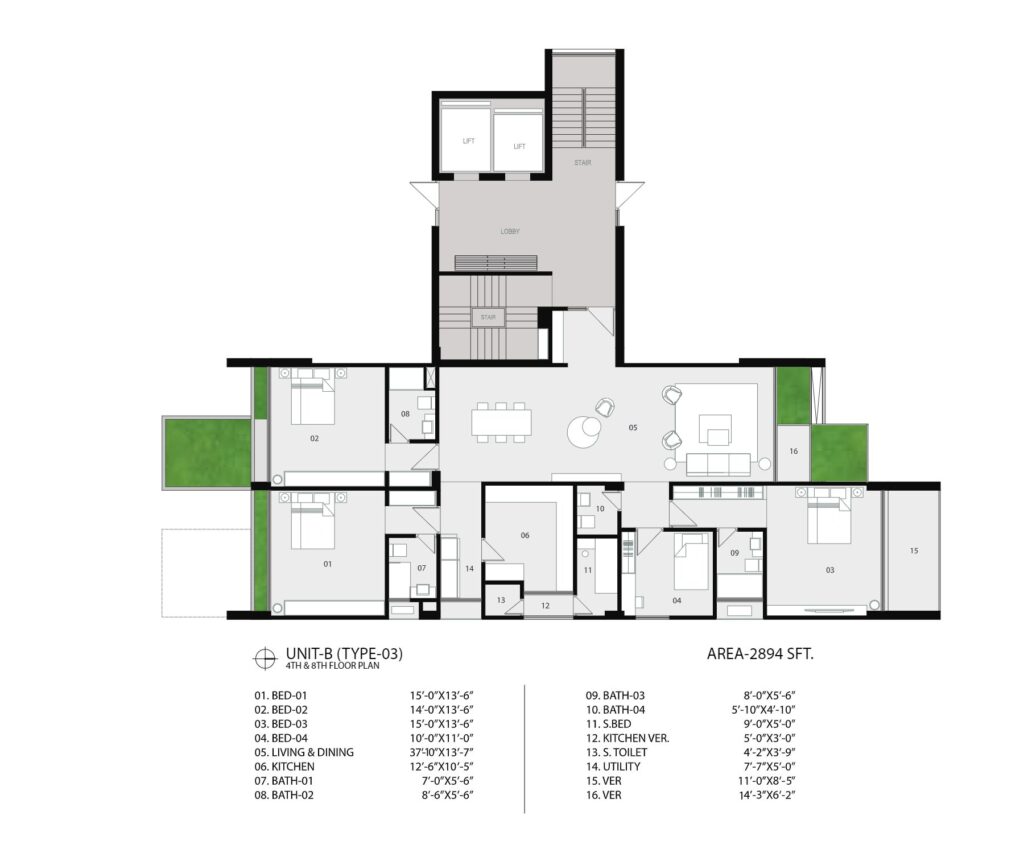 LIFT
LIFT
STAIR
LOBBY
STAIR
08
02
05
16
01
07
14
06
10
11
13
12
04
09
03
15
UNIT-B (TYPE-03)
4TH & 8TH FLOOR PLAN
AREA-2894 SFT.
01. BED-01 15'-0"X13'-6"
02. BED-02 14'-0"X13'-6"
03. BED-03 15'-0"X13'-6"
04. BED-04 10'-0"X11'-0"
05. LIVING & DINING 37'-10"X13'-7"
06. KITCHEN 12'-6"X10'-5"
07. BATH-01 7'-0"X5'-6"
08. BATH-02 8'-6"X5'-6"
09. BATH-03 8'-0"X5'-6"
10. BATH-04 5'-10"X4'-10"
11. S.BED 9'-0"X5'-0"
12. KITCHEN VER. 5'-0"X3'-0"
13. S. TOILET 4'-2"X3'-9"
14. UTILITY 7'-7"X5'-0"
15. VER 11'-0"X8'-5"
16. VER 14'-3"X6'-2"